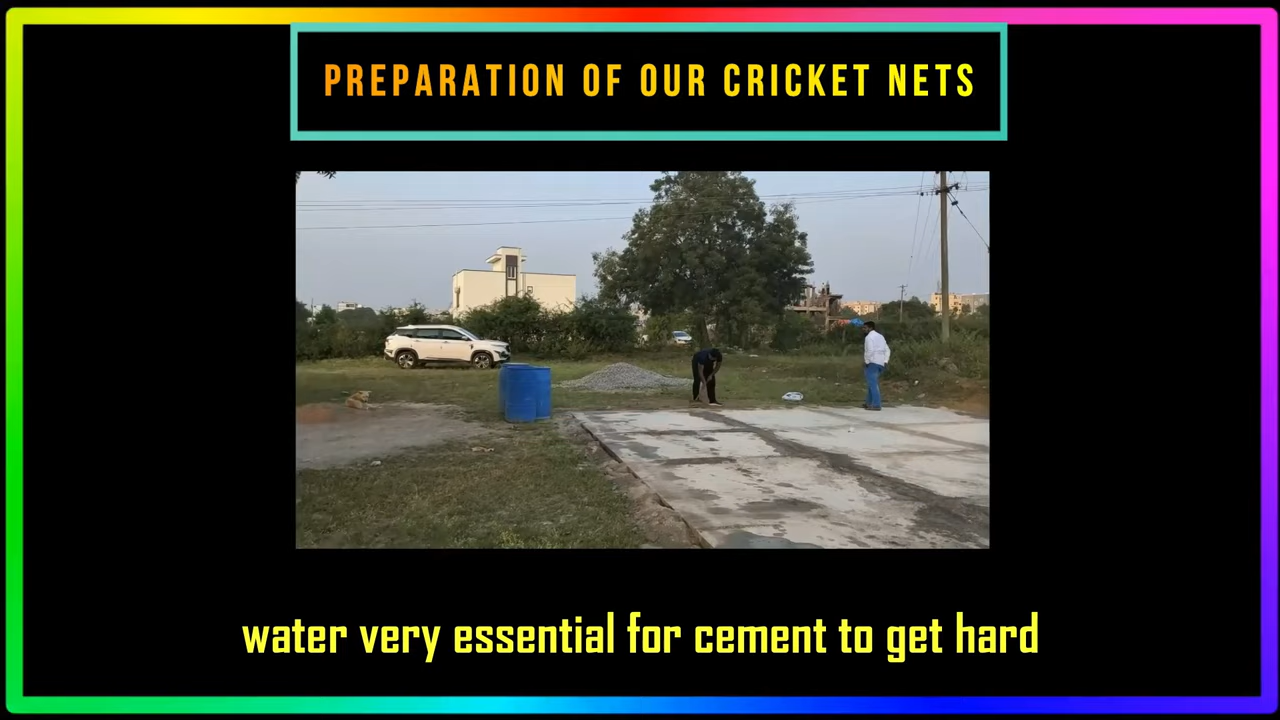 PREPARATION OF OUR CRICKET NETS
water very essential for cement to get hard